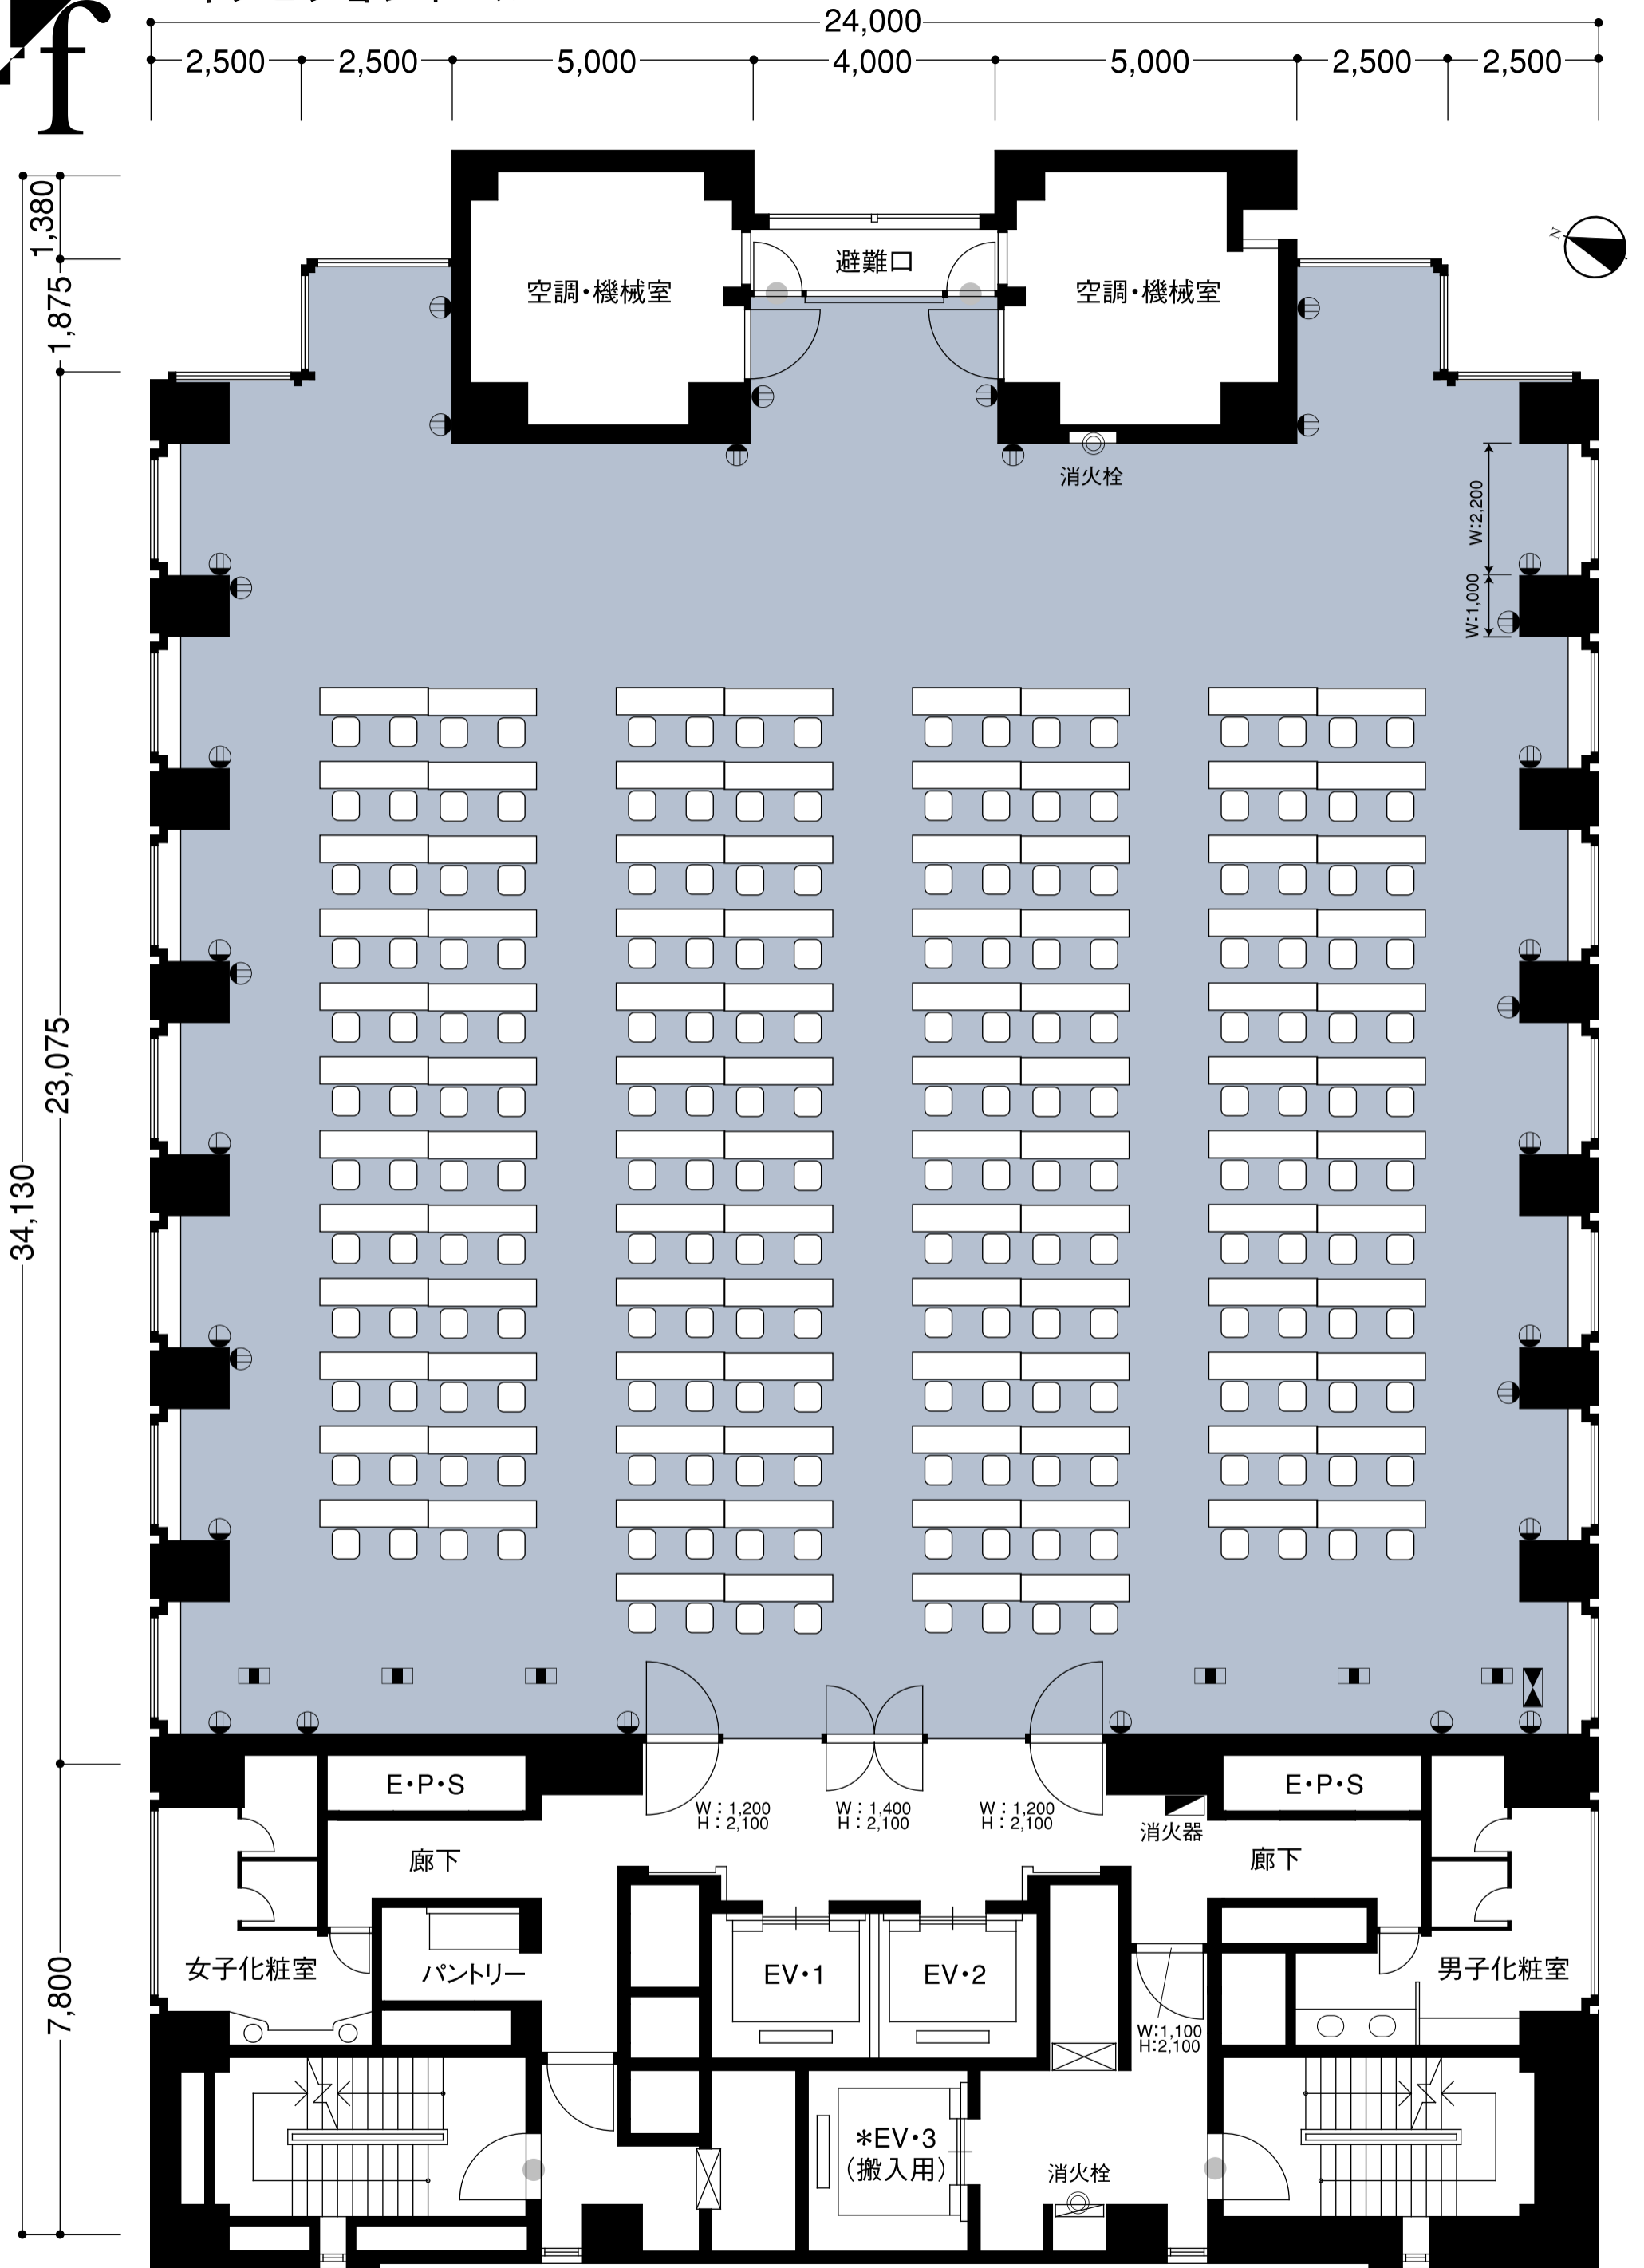 f
24,000
2,500 2,500 5,000 4,000 5,000 2,500 2,500
1,380
1,875
23,075
34,130
7,800
N
避難口
空調・機械室
空調・機械室
消火栓
W:2,200
W:1,000
E・P・S
E・P・S
W：1,200
H：2,100
W：1,400
H：2,100
W：1,200
H：2,100
消火器
廊下
廊下
女子化粧室
パントリー
EV・1
EV・2
男子化粧室
W:1,100
H:2,100
＊EV・3
（搬入用）
消火栓